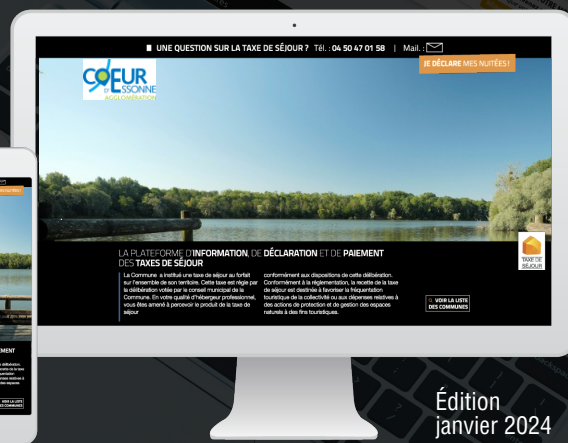 UNE QUESTION SUR LA TAXE DE SÉJOUR ? Tél. : 04 50 47 01 58 | Mail. :
JE DÉCLARE MES NUITÉES !
CŒUR
D'ESSONNE
AGGLOMÉRATION
LA PLATEFORME D'INFORMATION, DE DÉCLARATION ET DE PAIEMENT
DES TAXES DE SÉJOUR
La Commune a institué une taxe de séjour au forfait
sur l'ensemble de son territoire. Cette taxe est régie par
la délibération votée par le conseil municipal de la
Commune. En votre qualité d'hébergeur professionnel,
vous êtes amené à percevoir le produit de la taxe de
séjour
conformément aux dispositions de cette délibération.
Conformément à la réglementation, la recette de la taxe
de séjour est destinée à favoriser la fréquentation
touristique de la collectivité ou aux dépenses relatives à
des actions de protection et de gestion des espaces
naturels à des fins touristiques.
TAXE DE
SÉJOUR
VOIR LA LISTE
DES COMMUNES
Édition
janvier 2024